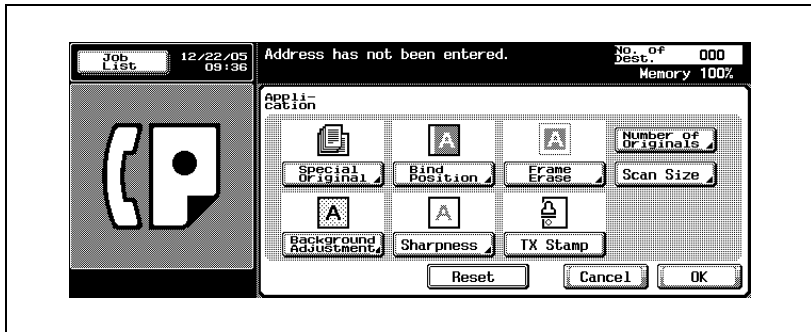 Job
List
12/22/05
09:36
Address has not been entered.
No. of
Dest.
000
Memory 100%
Appli-
cation
Special
Original
Bind
Position
Frame
Erase
Number of
Originals
Scan Size
A
A
A
A
Background
Adjustment
Sharpness
TX Stamp
Reset
Cancel
OK